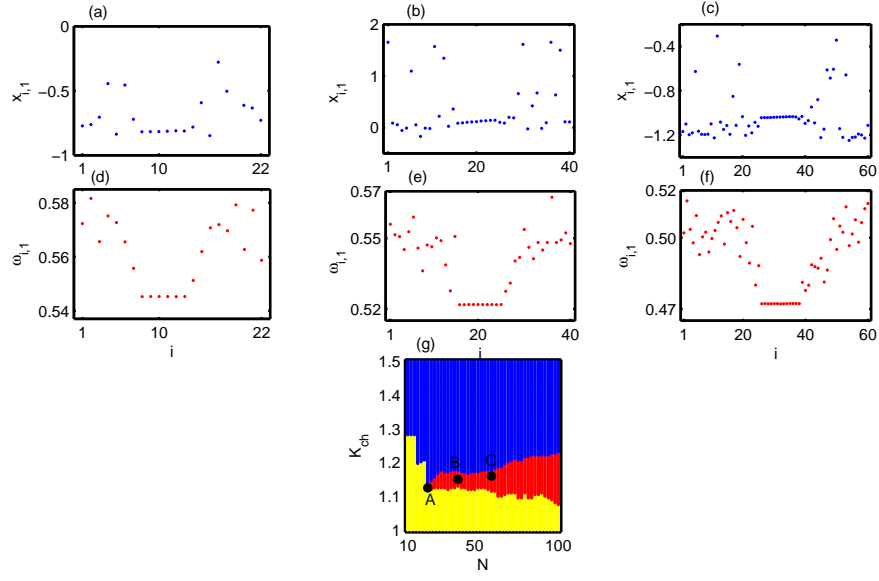 (a)
0
−0.5
−1
x_{i,1}
1 10 22
(b)
2
1
0
x_{i,1}
1 20 40
(c)
−0.4
−0.8
−1.2
x_{i,1}
1 20 40 60
(d)
0.58
0.56
0.54
ω_{i,1}
1 10 22
i
(e)
0.57
0.55
0.52
ω_{i,1}
1 20 40
i
(f)
0.52
0.50
0.47
ω_{i,1}
1 20 40 60
i
(g)
1.5
1.4
1.3
1.2
1.1
1
K_{ch}
A
B
C
10 50 100
N